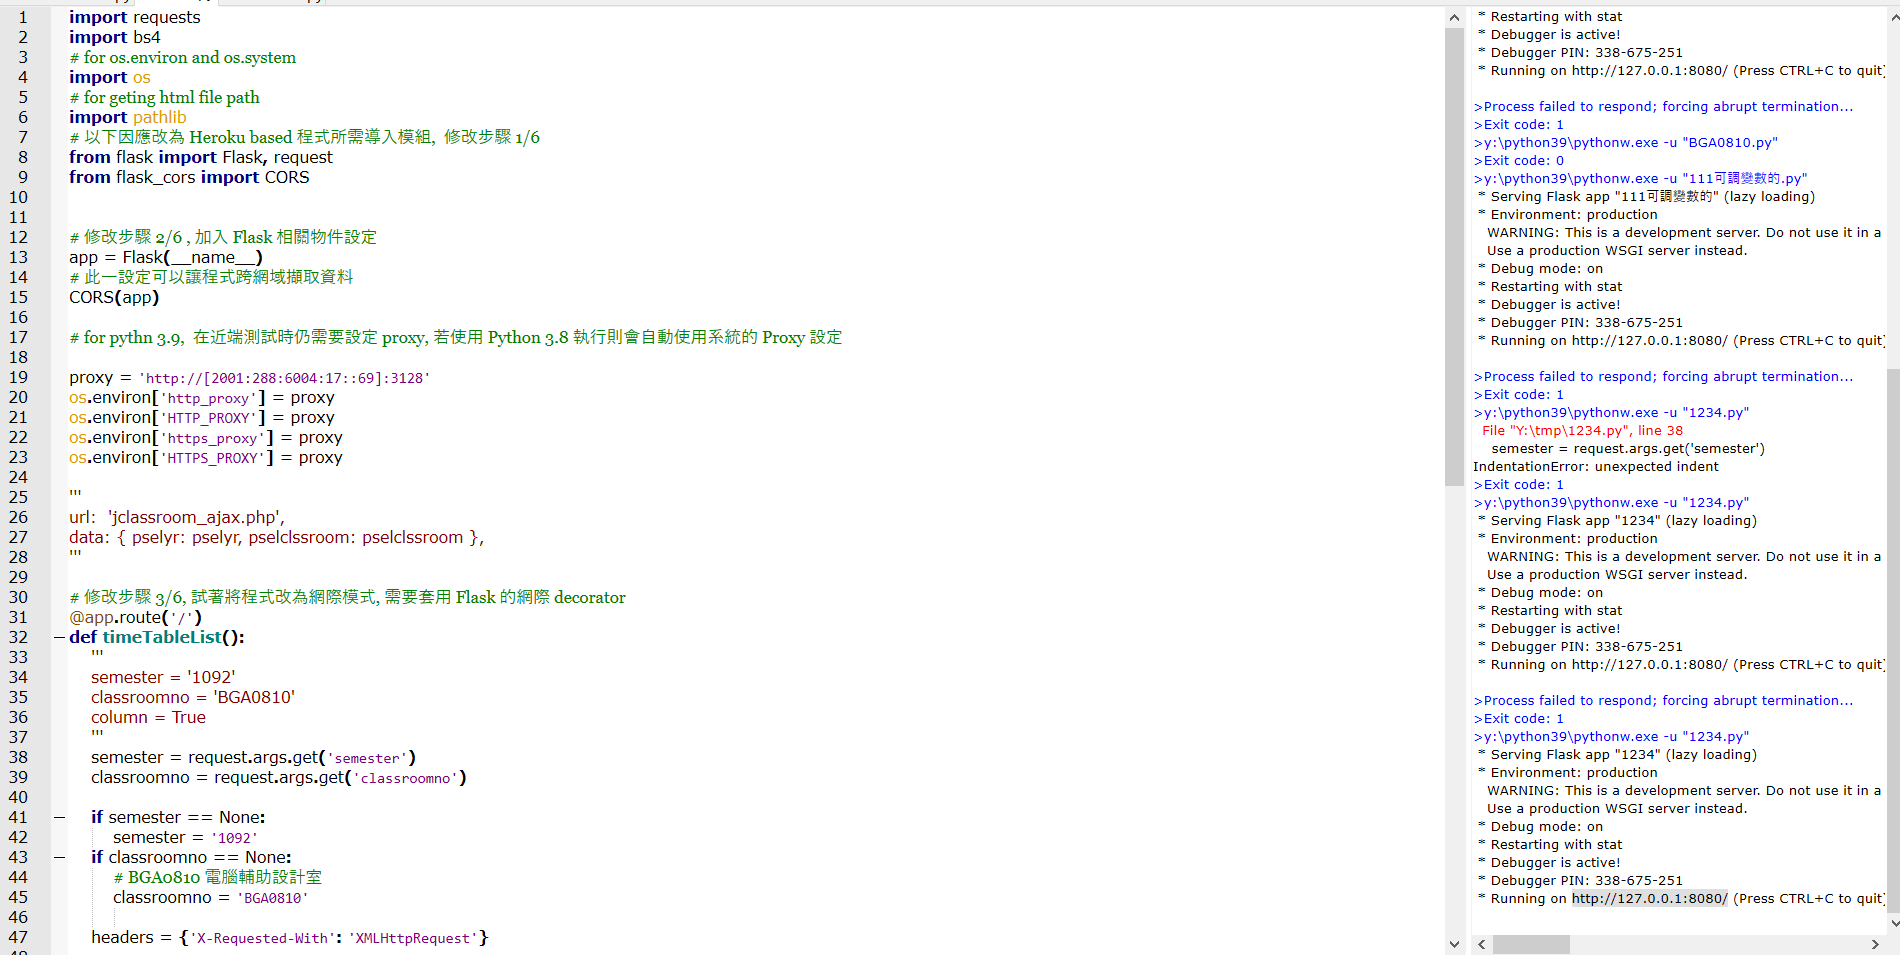 1 import requests
2 import bs4
3 # for os.environ and os.system
4 import os
5 # for geting html file path
6 import pathlib
7 # 以下因應改為 Heroku based 程式所需導入模組, 修改步驟 1/6
8 from flask import Flask, request
9 from flask_cors import CORS
10
11
12 # 修改步驟 2/6 , 加入 Flask 相關物件設定
13 app = Flask(__name__)
14 # 此一設定可以讓程式跨網域擷取資料
15 CORS(app)
16
17 # for pythn 3.9, 在近端測試時仍需要設定 proxy, 若使用 Python 3.8 執行則會自動使用系統的 Proxy 設定
18
19 proxy = 'http://[2001:288:6004:17::69]:3128'
20 os.environ['http_proxy'] = proxy
21 os.environ['HTTP_PROXY'] = proxy
22 os.environ['https_proxy'] = proxy
23 os.environ['HTTPS_PROXY'] = proxy
24
25 '''
26 url: 'jclassroom_ajax.php',
27 data: { pselyr: pselyr, pselclssroom: pselclssroom },
28 '''
29
30 # 修改步驟 3/6, 試著將程式改為網際模式, 需要套用 Flask 的網際 decorator
31 @app.route('/')
32 def timeTableList():
33 '''
34 semester = '1092'
35 classroomno = 'BGA0810'
36 column = True
37 '''
38 semester = request.args.get('semester')
39 classroomno = request.args.get('classroomno')
40
41 if semester == None:
42 semester = '1092'
43 if classroomno == None:
44 # BGA0810 電腦輔助設計室
45 classroomno = 'BGA0810'
46
47 headers = {'X-Requested-With': 'XMLHttpRequest'}
* Restarting with stat
* Debugger is active!
* Debugger PIN: 338-675-251
* Running on http://127.0.0.1:8080/ (Press CTRL+C to quit)
>Process failed to respond; forcing abrupt termination...
>Exit code: 1
>y:\python39\pythonw.exe -u "BGA0810.py"
>Exit code: 0
>y:\python39\pythonw.exe -u "111可調變數的.py"
* Serving Flask app "111可調變數的" (lazy loading)
* Environment: production
WARNING: This is a development server. Do not use it in a
Use a production WSGI server instead.
* Debug mode: on
* Restarting with stat
* Debugger is active!
* Debugger PIN: 338-675-251
* Running on http://127.0.0.1:8080/ (Press CTRL+C to quit)
>Process failed to respond; forcing abrupt termination...
>Exit code: 1
>y:\python39\pythonw.exe -u "1234.py"
File "Y:\tmp\1234.py", line 38
semester = request.args.get('semester')
IndentationError: unexpected indent
>Exit code: 1
>y:\python39\pythonw.exe -u "1234.py"
* Serving Flask app "1234" (lazy loading)
* Environment: production
WARNING: This is a development server. Do not use it in a
Use a production WSGI server instead.
* Debug mode: on
* Restarting with stat
* Debugger is active!
* Debugger PIN: 338-675-251
* Running on http://127.0.0.1:8080/ (Press CTRL+C to quit)
>Process failed to respond; forcing abrupt termination...
>Exit code: 1
>y:\python39\pythonw.exe -u "1234.py"
* Serving Flask app "1234" (lazy loading)
* Environment: production
WARNING: This is a development server. Do not use it in a
Use a production WSGI server instead.
* Debug mode: on
* Restarting with stat
* Debugger is active!
* Debugger PIN: 338-675-251
* Running on http://127.0.0.1:8080/ (Press CTRL+C to quit)